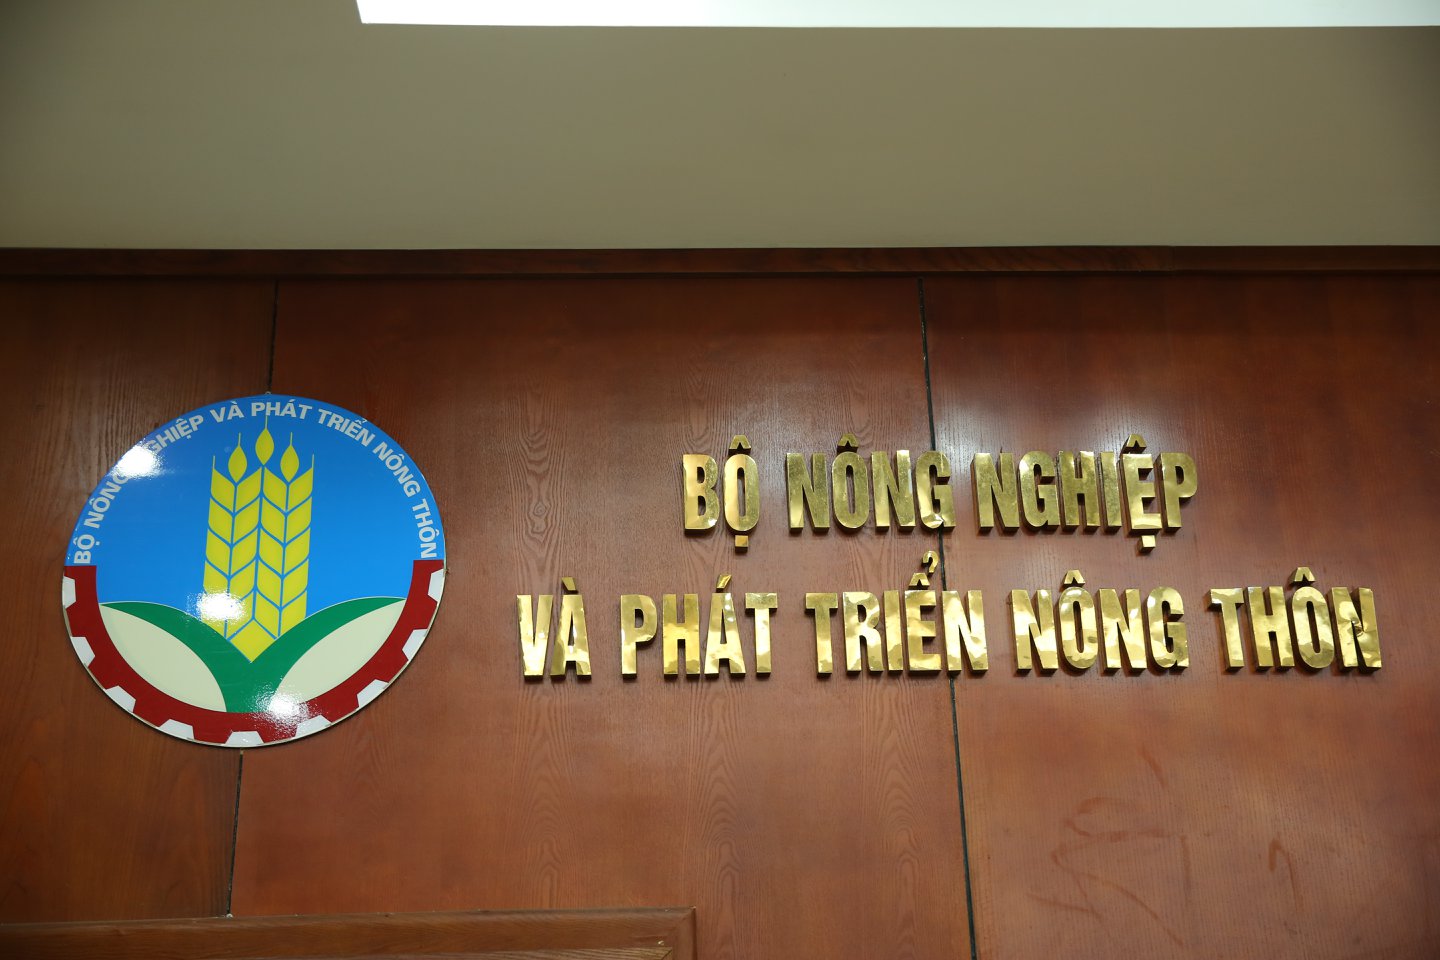 BỘ NÔNG NGHIỆP VÀ PHÁT TRIỂN NÔNG THÔN
BỘ NÔNG NGHIỆP
VÀ PHÁT TRIỂN NÔNG THÔN